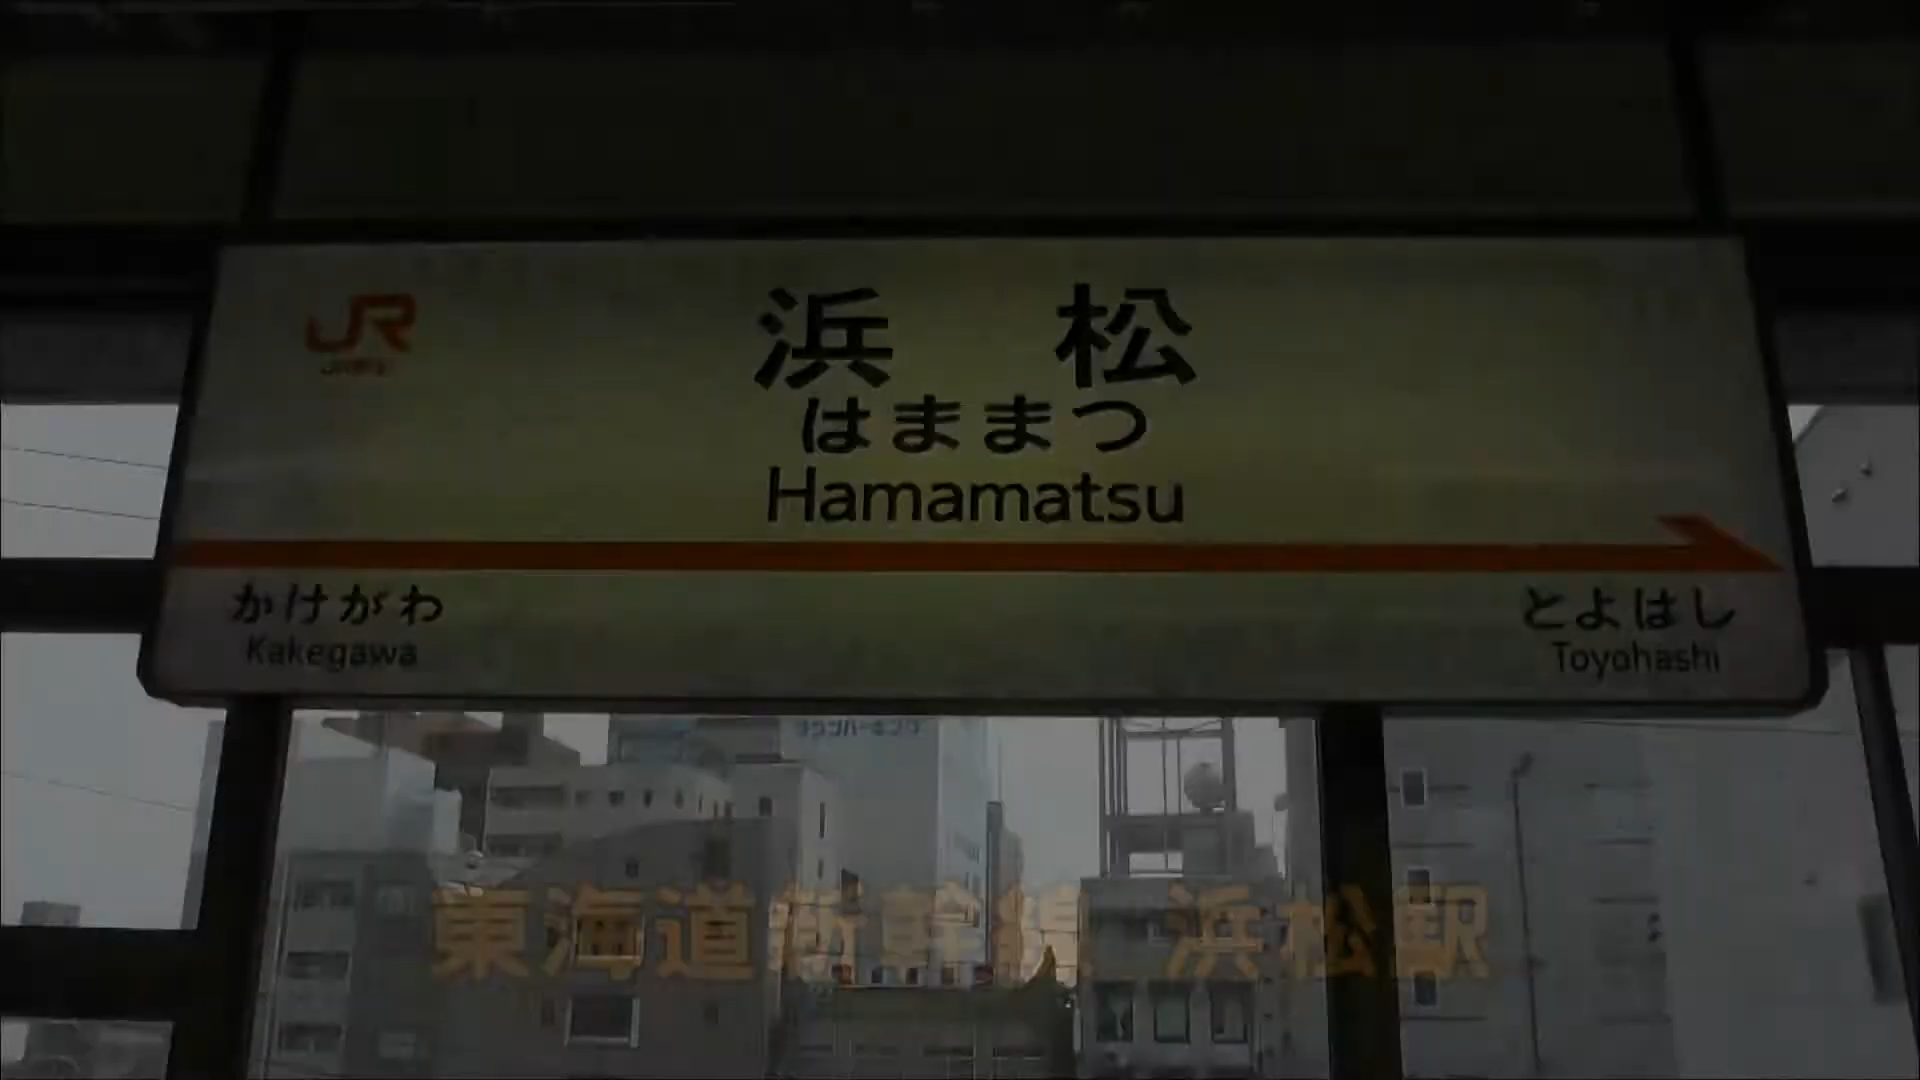 JR
浜 松
はままつ
Hamamatsu
かけがわ
Kakegawa
とよはし
Toyohashi
東海道新幹線 浜松駅